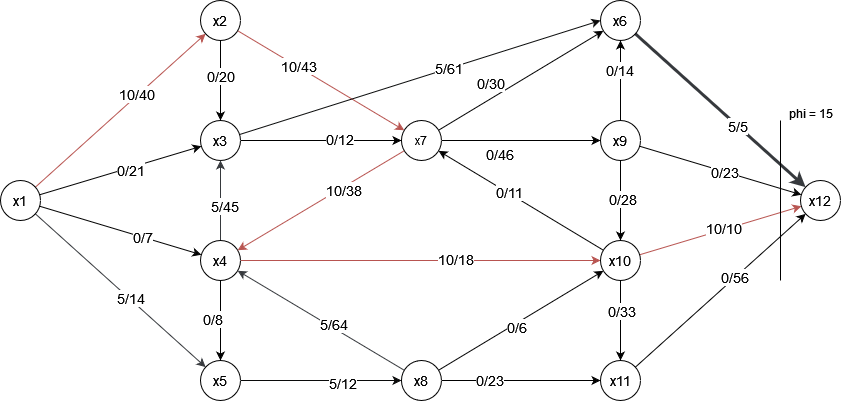 x2
x6
10/43
5/61
10/40
0/20
0/30
0/14
phi = 15
5/5
x3
0/12
x7
0/46
x9
0/21
0/23
x1
10/38
0/11
0/28
x12
5/45
0/7
10/10
x4
10/18
x10
0/56
5/14
0/8
5/64
0/6
0/33
x5
5/12
x8
0/23
x11